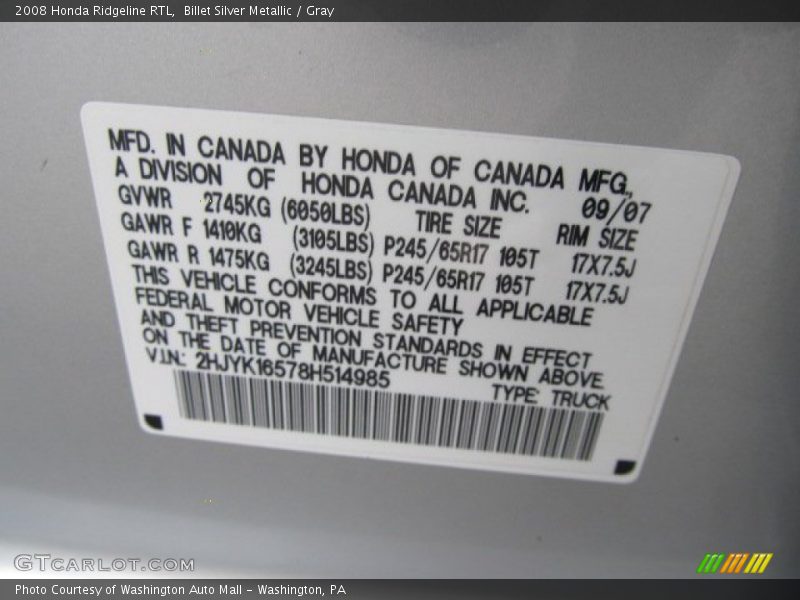 2008 Honda Ridgeline RTL, Billet Silver Metallic / Gray
MFD. IN CANADA BY HONDA OF CANADA MFG.,
A DIVISION OF HONDA CANADA INC. 09/07
GVWR 2745KG (6050LBS) TIRE SIZE RIM SIZE
GAWR F 1410KG (3105LBS) P245/65R17 105T 17X7.5J
GAWR R 1475KG (3245LBS) P245/65R17 105T 17X7.5J
THIS VEHICLE CONFORMS TO ALL APPLICABLE
FEDERAL MOTOR VEHICLE SAFETY
AND THEFT PREVENTION STANDARDS IN EFFECT
ON THE DATE OF MANUFACTURE SHOWN ABOVE.
V.I.N.: 2HJYK16578H514985
TYPE: TRUCK
GTCARLOT.COM
Photo Courtesy of Washington Auto Mall - Washington, PA